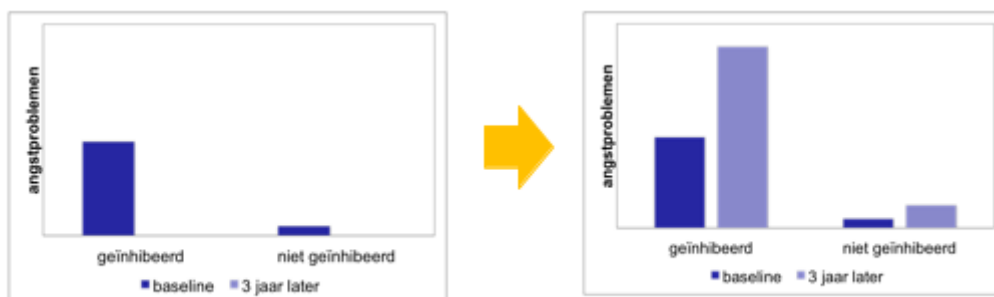 angstproblemen
geïnhibeerd niet geïnhibeerd
baseline 3 jaar later
angstproblemen
geïnhibeerd niet geïnhibeerd
baseline 3 jaar later